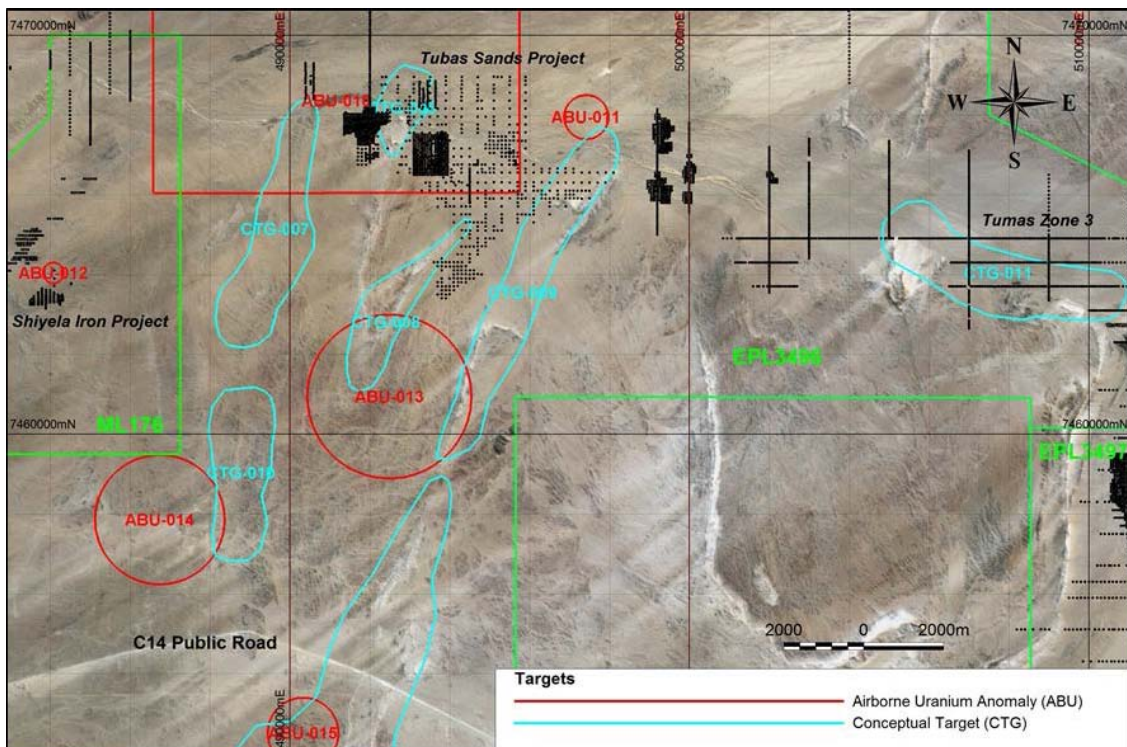 7470000mN
490000mE
500000mE
510000mE
7470000mN
Tubas Sands Project
N
W E
S
ABU-011
CTG-007
Tumas Zone 3
ABU-012
CTG-011
CTG-009
Shiyela Iron Project
CTG-008
EPL3496
ABU-013
ML176
7460000mN
7460000mN
EPL3497
CTG-010
ABU-014
C14 Public Road
2000 0 2000m
Targets
Airborne Uranium Anomaly (ABU)
Conceptual Target (CTG)
490000mE
ABU-015